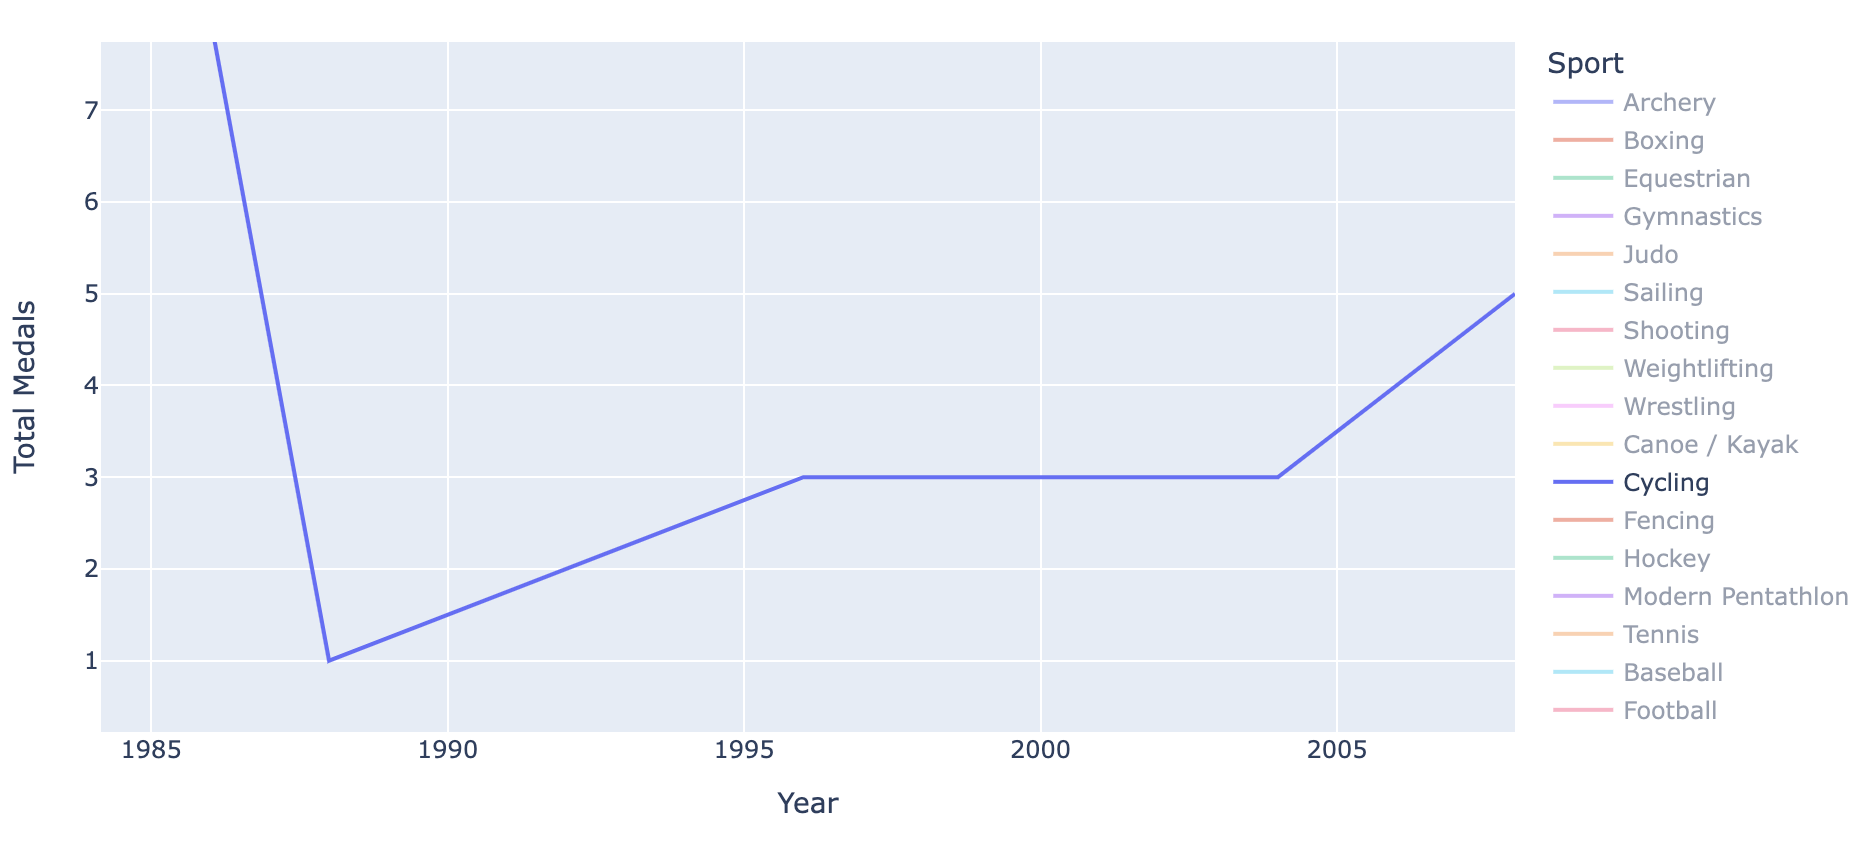 Sport
Archery
Boxing
Equestrian
Gymnastics
Judo
Sailing
Shooting
Weightlifting
Wrestling
Canoe / Kayak
Cycling
Fencing
Hockey
Modern Pentathlon
Tennis
Baseball
Football
Total Medals
7
6
5
4
3
2
1
1985
1990
1995
2000
2005
Year